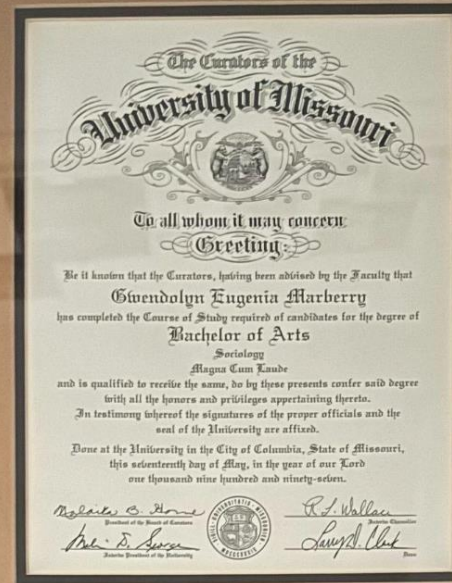 The Curators of the
University of Missouri
To all whom it may concern
Greeting:
Be it known that the Curators, having been advised by the Faculty that
Gwendolyn Eugenia Marberry
has completed the Course of Study required of candidates for the degree of
Bachelor of Arts
Sociology
Magna Cum Laude
and is qualified to receive the same, do by these presents confer said degree
with all the honors and privileges appertaining thereto.
In testimony whereof the signatures of the proper officials and the
seal of the University are affixed.
Done at the University in the City of Columbia, State of Missouri,
this seventeenth day of May, in the year of our Lord
one thousand nine hundred and ninety-seven.
President of the Board of Curators
R. L. Wallace
Interim Chancellor
Interim President of the University
Larry D. Clark
Dean